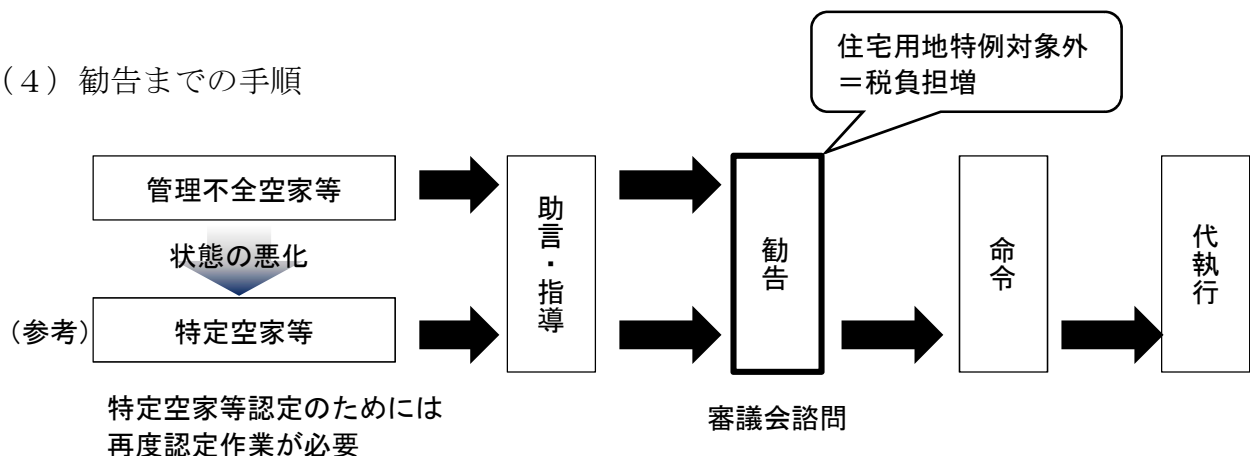 住宅用地特例対象外
＝税負担増
（４）勧告までの手順
管理不全空家等
状態の悪化
（参考）
特定空家等
特定空家等認定のためには
再度認定作業が必要
助言・指導
勧告
審議会諮問
命令
代執行